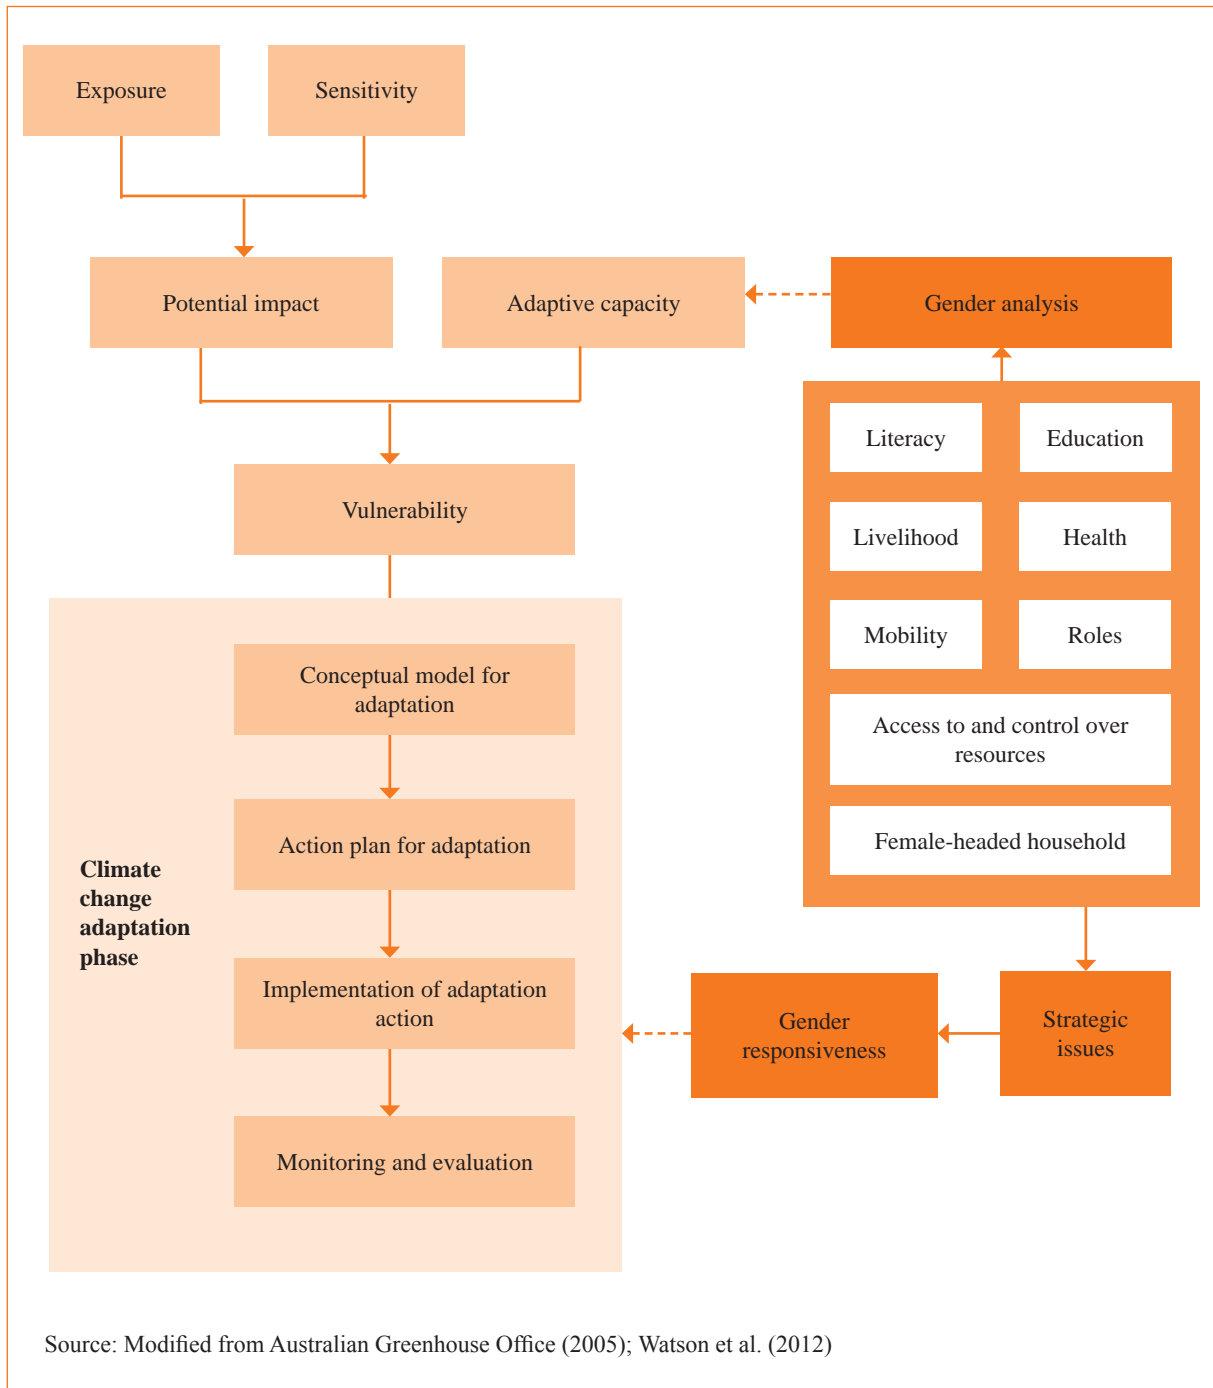 Exposure
Sensitivity
Potential impact
Adaptive capacity
Gender analysis
Literacy
Education
Livelihood
Health
Mobility
Roles
Access to and control over
resources
Female-headed household
Vulnerability
Climate
change
adaptation
phase
Conceptual model for
adaptation
Action plan for adaptation
Implementation of adaptation
action
Monitoring and evaluation
Gender
responsiveness
Strategic
issues
Source: Modified from Australian Greenhouse Office (2005); Watson et al. (2012)